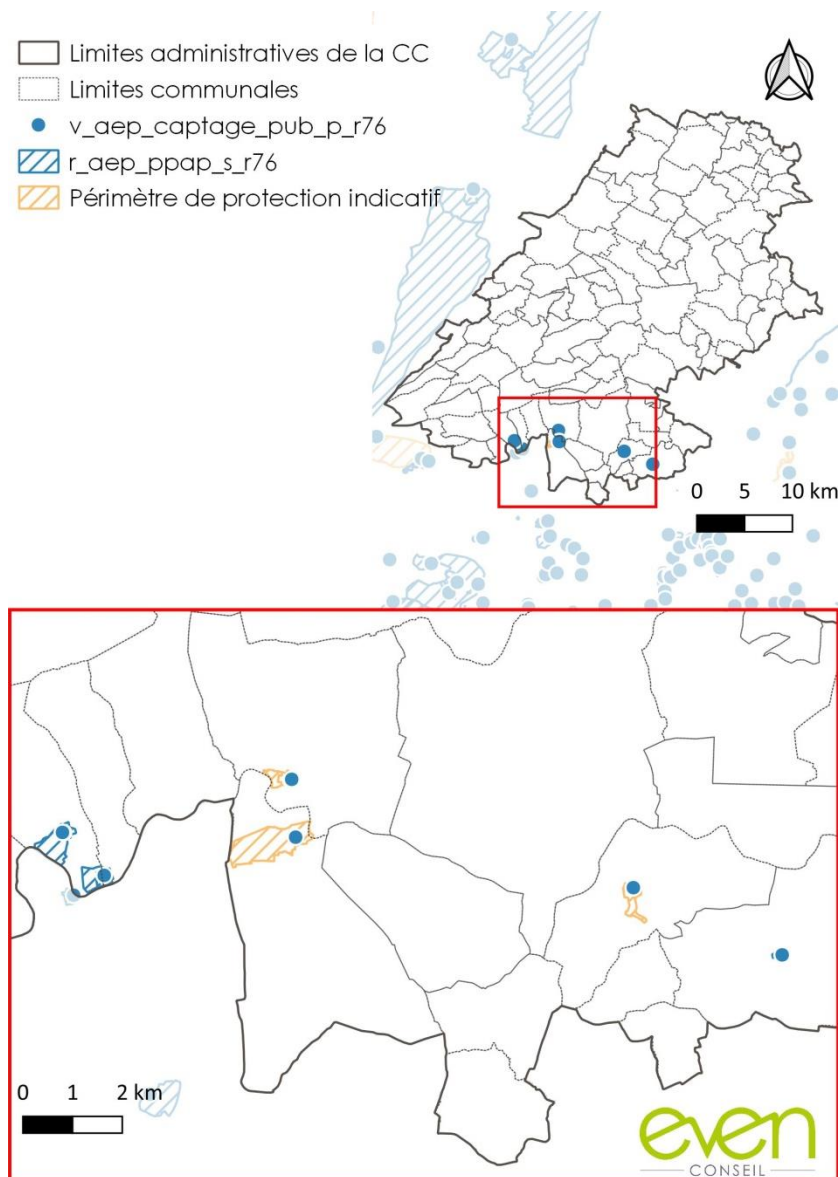 Limites administratives de la CC
Limites communales
v_aep_captage_pub_p_r76
r_aep_ppap_s_r76
Périmètre de protection indicatif
0 5 10 km
0 1 2 km
even
CONSEIL